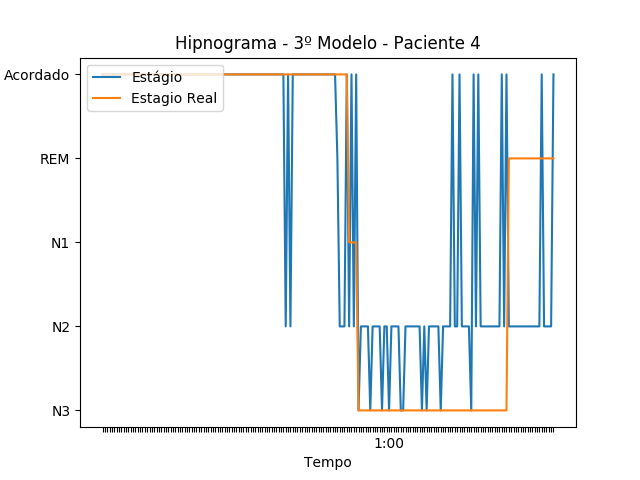 Hipnograma - 3º Modelo - Paciente 4
Acordado
REM
N1
N2
N3
Estágio
Estagio Real
1:00
Tempo